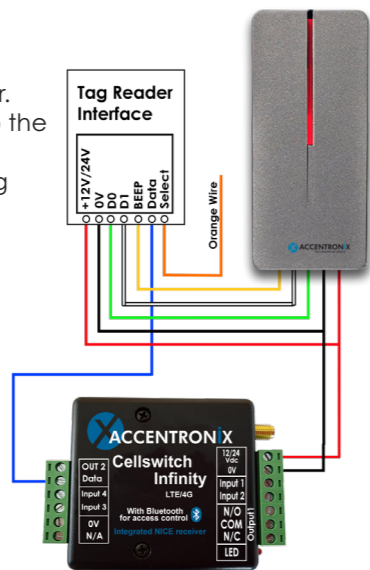 r.
the
g
Tag Reader
Interface
+12V/24V
0V
D0
D1
BEEP
Data
Select
Orange Wire
ACCENTRONiX
ACCENTRONiX
Cellswitch
Infinity
LTE/4G
With Bluetooth
for access control
Integrated NICE receiver
OUT 2
Data
Input 4
Input 3
0V
N/A
12/24
Vdc
0V
Input 1
Input 2
N/O
COM
N/C
LED
Output1